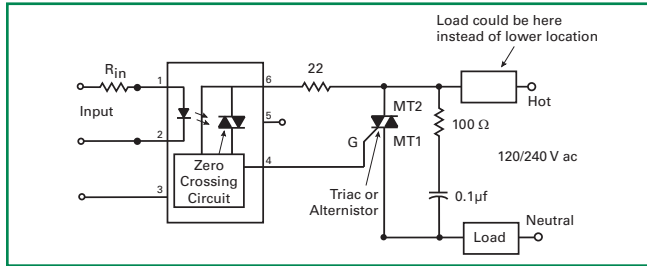 Load could be here
instead of lower location
Rin
1
6
22
Hot
Input
5
MT2
100 Ω
G
MT1
2
4
120/240 V ac
Zero
Crossing
Circuit
Triac or
Alternistor
0.1µf
3
Neutral
Load